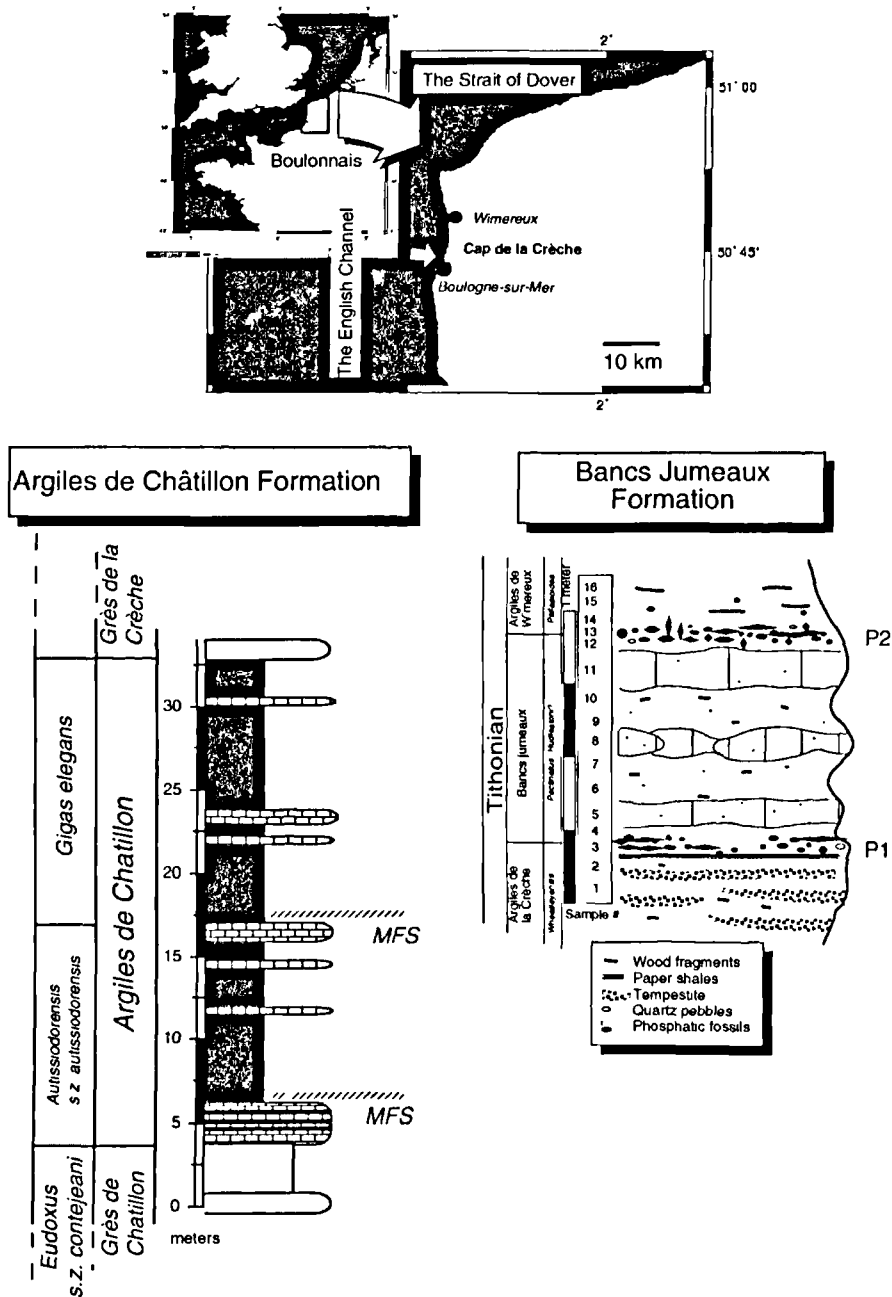 2°
The Strait of Dover
51° 00
Boulonnais
Wimereux
Cap de la Crèche
50° 45
Boulogne-sur-Mer
The English Channel
10 km
2°
Argiles de Châtillon Formation
Bancs Jumeaux
Formation
Grès de la
Crèche
Gigas elegans
Argiles de Chatillon
Autissiodorensis
s z autissiodorensis
Eudoxus
s.z. contejeani
Grès de
Chatillon
30
25
20
15
10
5
0
meters
MFS
MFS
Tithonian
Argiles de
Wimereux
Bancs jumeaux
Argiles de
la Crèche
Pectinatus
1 meter
16
15
14
13
12
11
10
9
8
7
6
5
4
3
2
1
Sample #
P2
P1
Wood fragments
Paper shales
Tempestite
Quartz pebbles
Phosphatic fossils